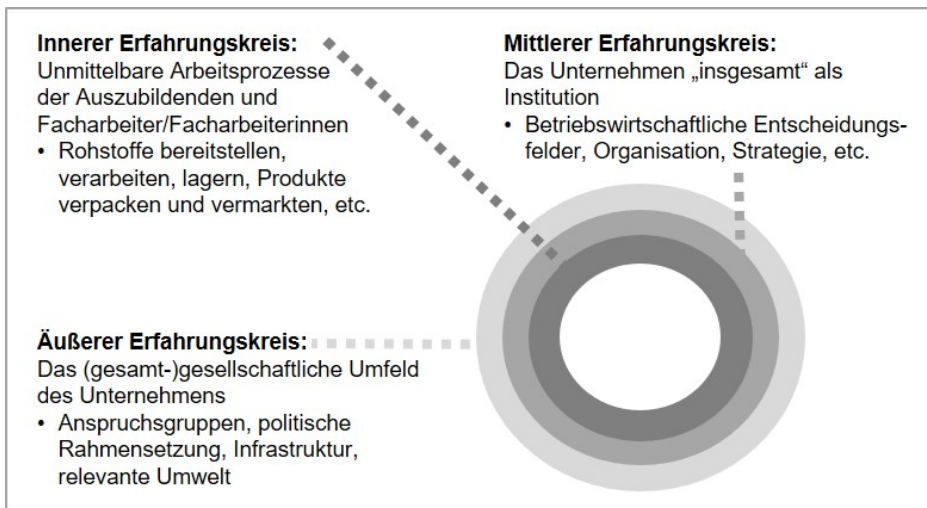 Innerer Erfahrungskreis:
Unmittelbare Arbeitsprozesse
der Auszubildenden und
Facharbeiter/Facharbeiterinnen
• Rohstoffe bereitstellen,
verarbeiten, lagern, Produkte
verpacken und vermarkten, etc.
Mittlerer Erfahrungskreis:
Das Unternehmen „insgesamt“ als
Institution
• Betriebswirtschaftliche Entscheidungs-
felder, Organisation, Strategie, etc.
Äußerer Erfahrungskreis:
Das (gesamt-)gesellschaftliche Umfeld
des Unternehmens
• Anspruchsgruppen, politische
Rahmensetzung, Infrastruktur,
relevante Umwelt